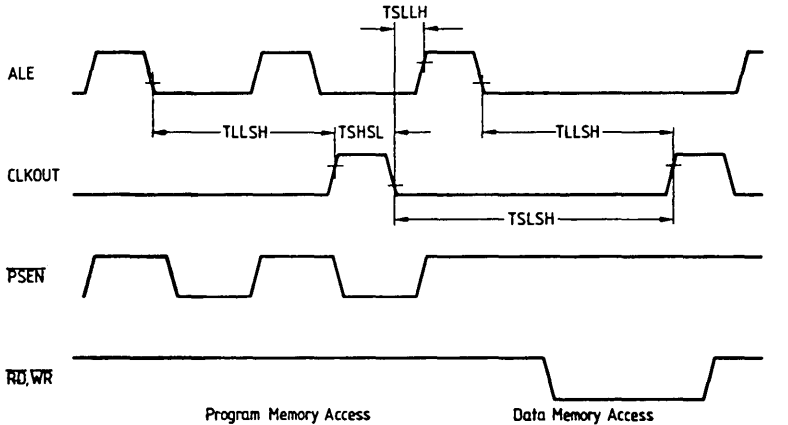 TSLLH
ALE
TLLSH TSHSL TLLSH
CLKOUT
TSLSH
PSEN
RD, WR
Program Memory Access Data Memory Access